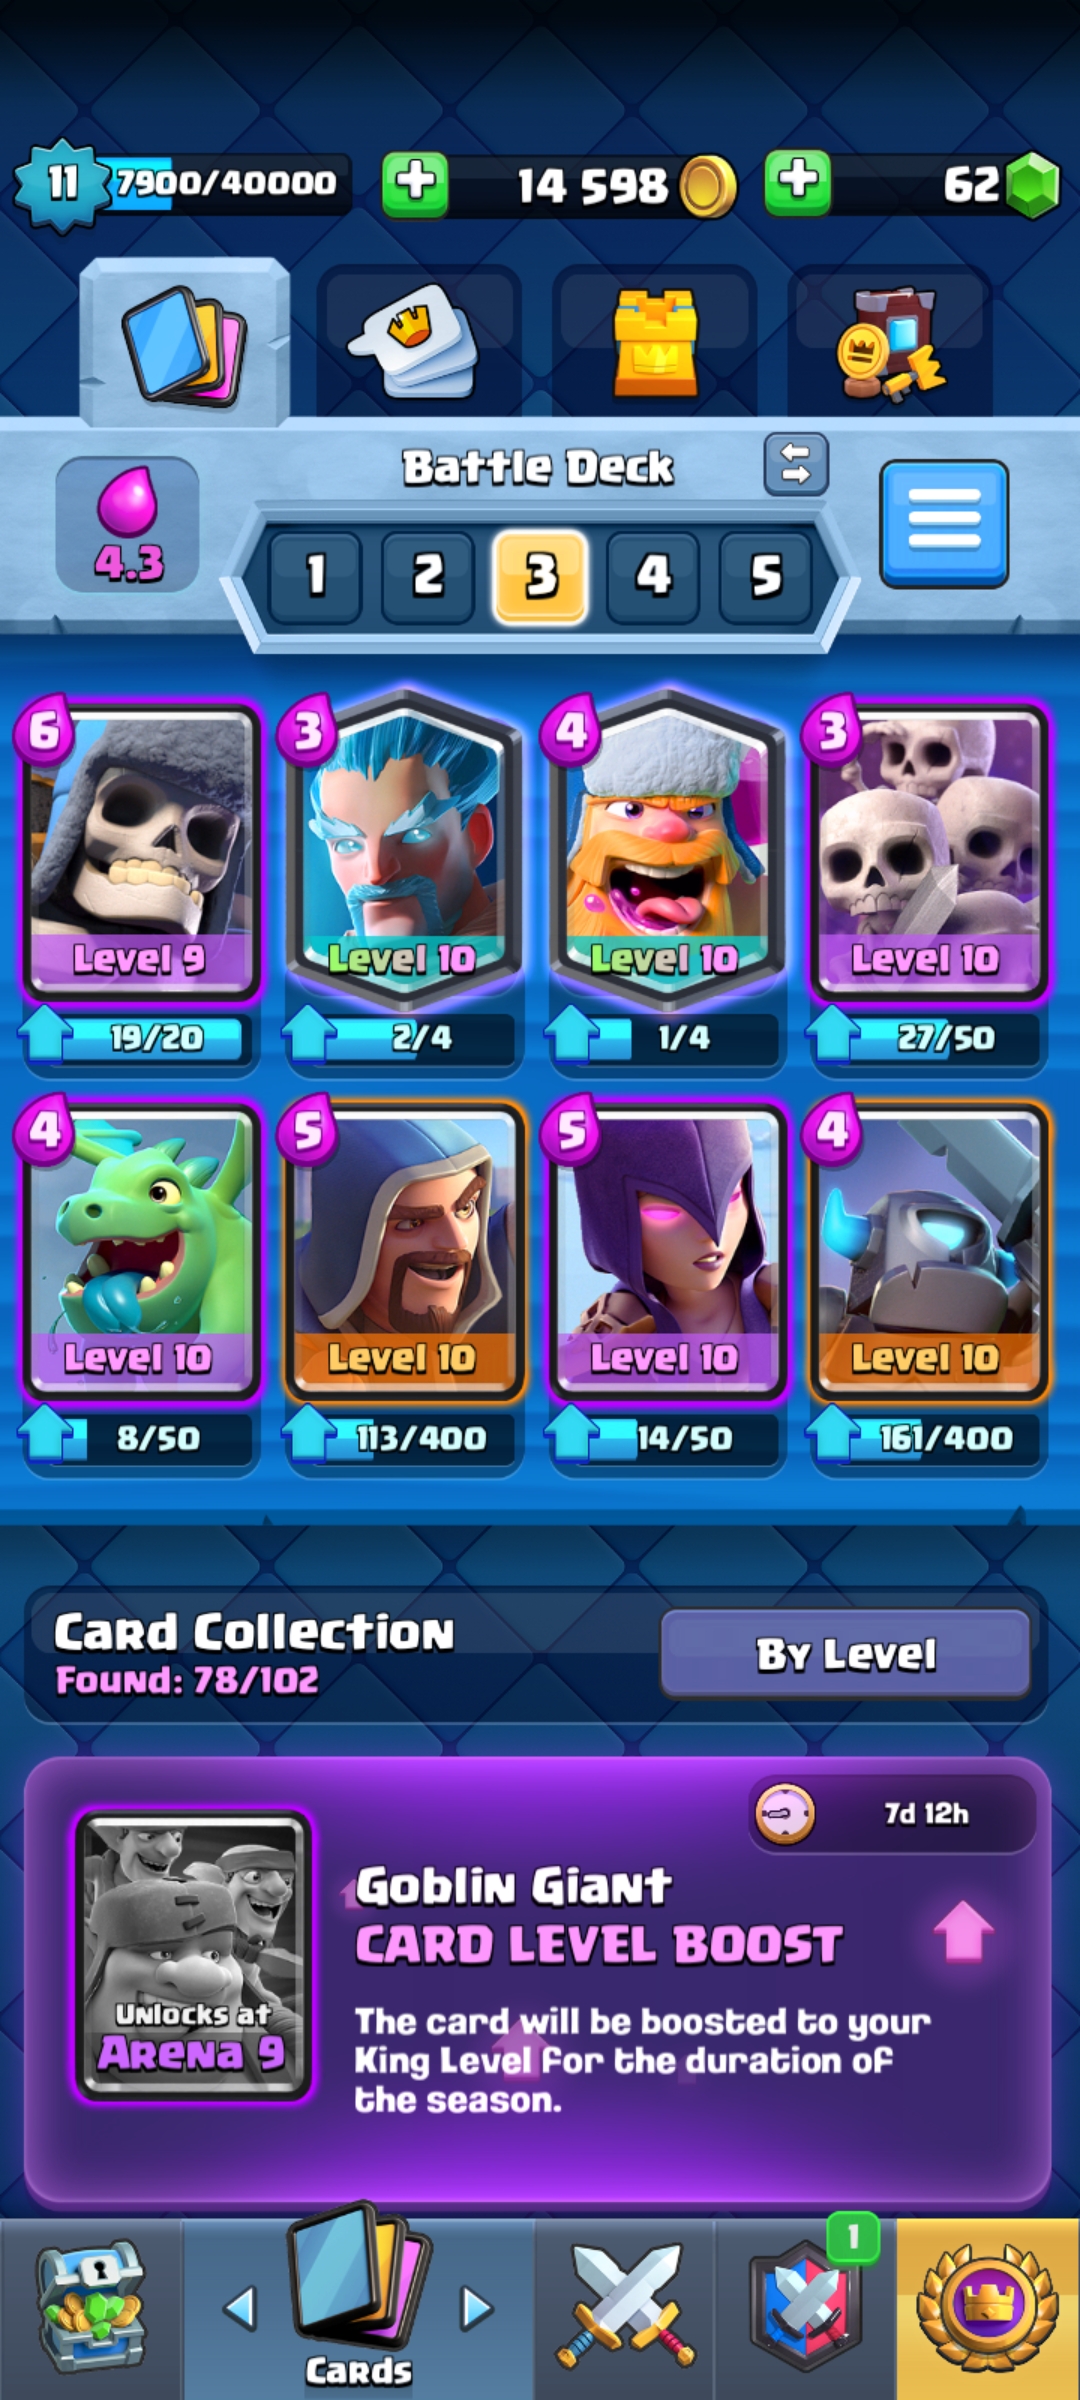 11 7900/40000 14 598 62
Battle Deck
4.3
1 2 3 4 5
6 3 4 3
Level 9 Level 10 Level 10 Level 10
19/20 2/4 1/4 27/50
4 5 5 4
Level 10 Level 10 Level 10 Level 10
8/50 113/400 14/50 161/400
Card Collection
Found: 78/102
By Level
7d 12h
Goblin Giant
CARD LEVEL BOOST
Unlocks at
Arena 9
The card will be boosted to your
King Level for the duration of
the season.
1
Cards